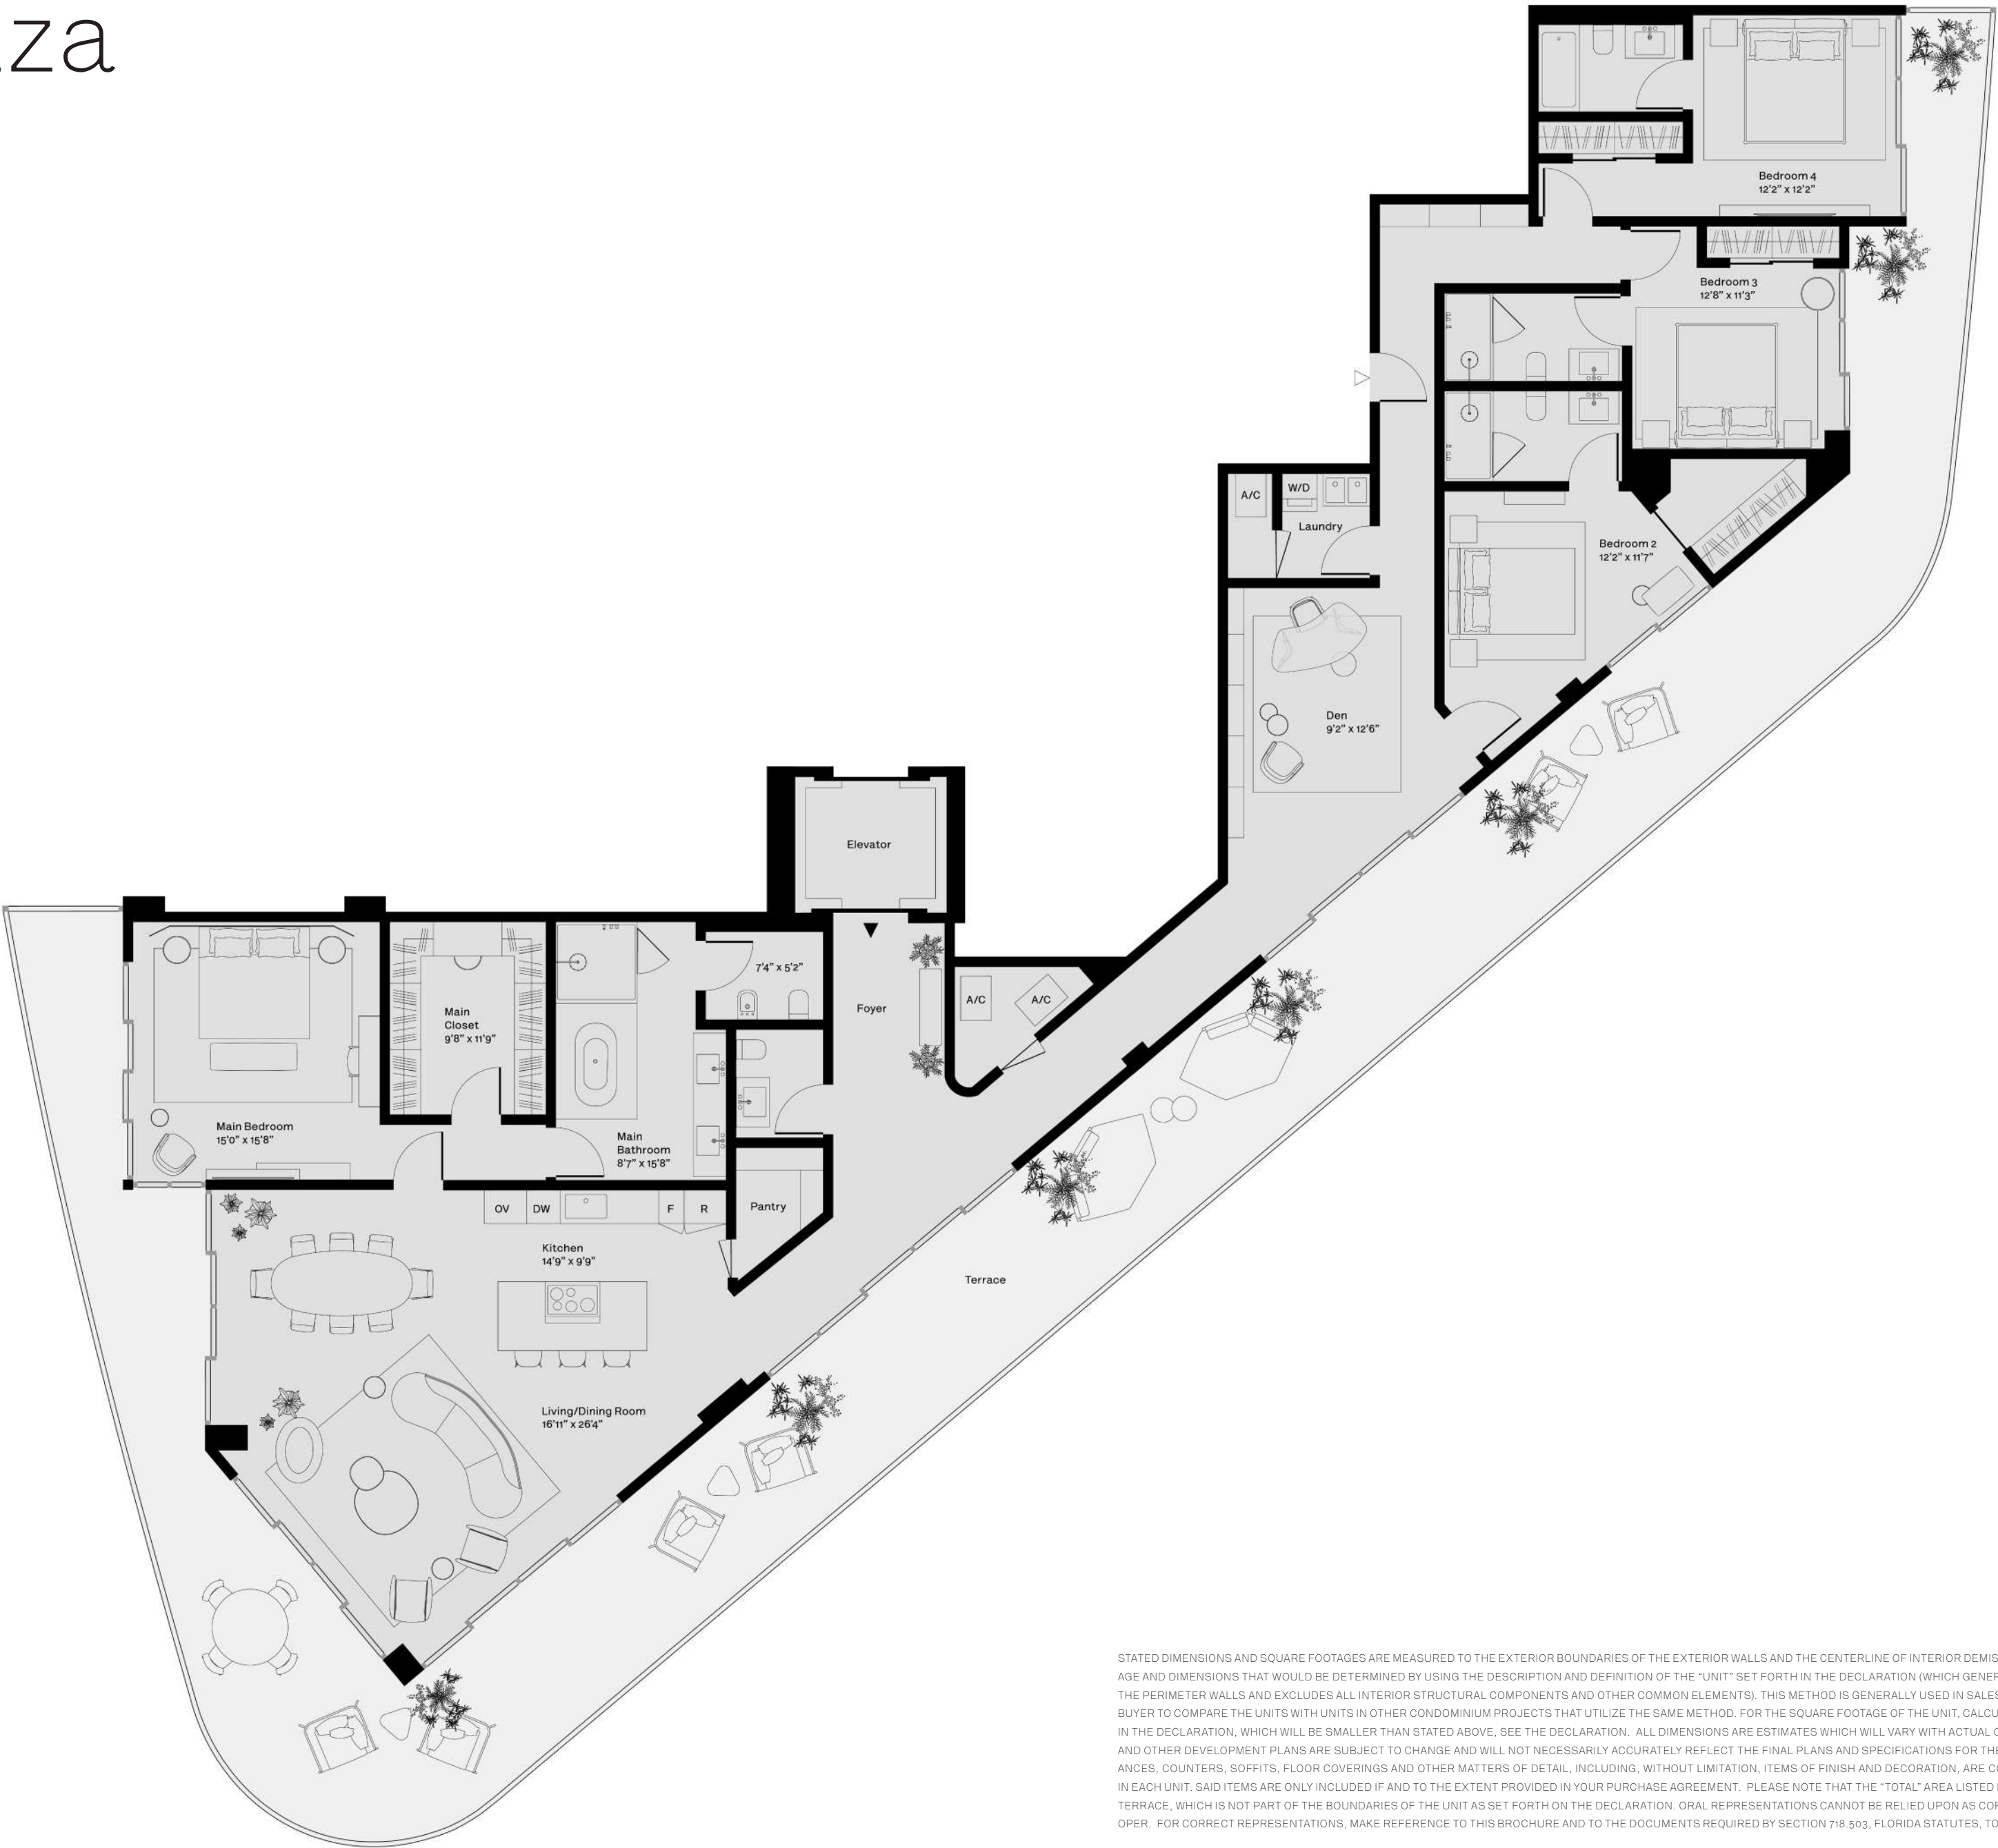 za
Bedroom 4
12'2" x 12'2"
Bedroom 3
12'8" x 11'3"
A/C
W/D
Laundry
Bedroom 2
12'2" x 11'7"
Den
9'2" x 12'6"
Elevator
7'4" x 5'2"
Foyer
A/C
A/C
Main
Closet
9'8" x 11'9"
Main Bedroom
15'0" x 15'8"
Main
Bathroom
8'7" x 15'8"
OV
DW
F
R
Pantry
Kitchen
14'9" x 9'9"
Terrace
Living/Dining Room
16'11" x 26'4"
STATED DIMENSIONS AND SQUARE FOOTAGES ARE MEASURED TO THE EXTERIOR BOUNDARIES OF THE EXTERIOR WALLS AND THE CENTERLINE OF INTERIOR DEMIS
AGE AND DIMENSIONS THAT WOULD BE DETERMINED BY USING THE DESCRIPTION AND DEFINITION OF THE “UNIT” SET FORTH IN THE DECLARATION (WHICH GENER
THE PERIMETER WALLS AND EXCLUDES ALL INTERIOR STRUCTURAL COMPONENTS AND OTHER COMMON ELEMENTS). THIS METHOD IS GENERALLY USED IN SALES
BUYER TO COMPARE THE UNITS WITH UNITS IN OTHER CONDOMINIUM PROJECTS THAT UTILIZE THE SAME METHOD. FOR THE SQUARE FOOTAGE OF THE UNIT, CALCU
IN THE DECLARATION, WHICH WILL BE SMALLER THAN STATED ABOVE, SEE THE DECLARATION. ALL DIMENSIONS ARE ESTIMATES WHICH WILL VARY WITH ACTUAL C
AND OTHER DEVELOPMENT PLANS ARE SUBJECT TO CHANGE AND WILL NOT NECESSARILY ACCURATELY REFLECT THE FINAL PLANS AND SPECIFICATIONS FOR THE
ANCES, COUNTERS, SOFFITS, FLOOR COVERINGS AND OTHER MATTERS OF DETAIL, INCLUDING, WITHOUT LIMITATION, ITEMS OF FINISH AND DECORATION, ARE CO
IN EACH UNIT. SAID ITEMS ARE ONLY INCLUDED IF AND TO THE EXTENT PROVIDED IN YOUR PURCHASE AGREEMENT. PLEASE NOTE THAT THE “TOTAL” AREA LISTED
TERRACE, WHICH IS NOT PART OF THE BOUNDARIES OF THE UNIT AS SET FORTH ON THE DECLARATION. ORAL REPRESENTATIONS CANNOT BE RELIED UPON AS COR
OPER. FOR CORRECT REPRESENTATIONS, MAKE REFERENCE TO THIS BROCHURE AND TO THE DOCUMENTS REQUIRED BY SECTION 718.503, FLORIDA STATUTES, TO